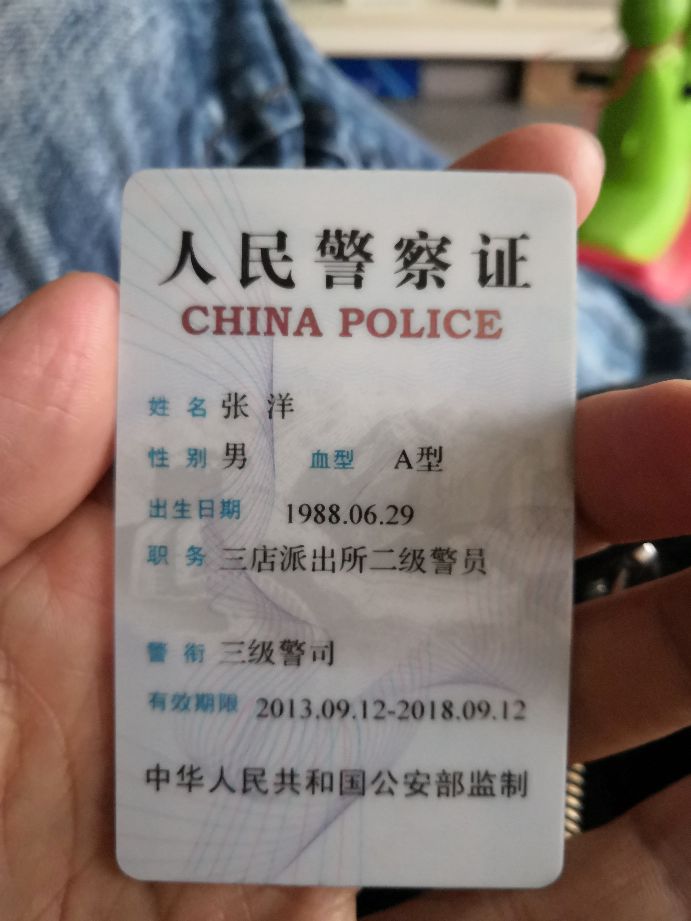 人民警察证
CHINA POLICE
姓名 张洋
性别 男 血型 A型
出生日期 1988.06.29
职务 三店派出所二级警员
警衔 三级警司
有效期限 2013.09.12-2018.09.12
中华人民共和国公安部监制